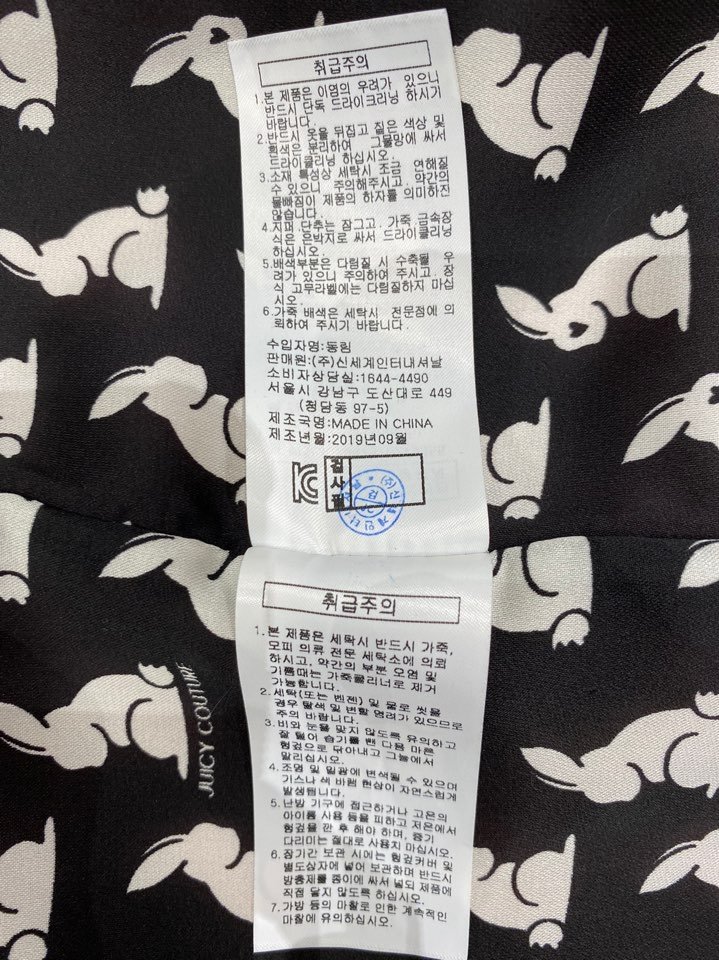 취급주의
1.본 제품은 이염의 우려가 있으니
반드시 단독 드라이크리닝 하시기
바랍니다.
2.반드시 옷을 뒤집고 짙은 색상 및
흰색은 분리하여 그물망에 싸서
드라이클리닝 하십시오.
3.소재 특성상 세탁시 조금 연해질
수 있으니 주의해주시고, 약간의
물빠짐이 제품의 하자를 의미하진
않습니다.
4.지퍼,단추는 잠그고, 가죽,금속장
식은 은박지로 싸서 드라이클리닝
하십시오.
5.배색부분은 다림질 시 수축될 우
려가 있으니 주의하여 주시고, 장
식 고무라벨에는 다림질하지 마십
시오.
6.가죽 배색은 세탁시 전문점에 의
뢰하여 주시기 바랍니다.
수입자명:동림
판매원:(주)신세계인터내셔날
소비자상담실:1644-4490
서울시 강남구 도산대로 449
(청담동 97-5)
제조국명:MADE IN CHINA
제조년월:2019년09월
검사필
취급주의
1.본 제품은 세탁시 반드시 가죽,
모피 의류 전문 세탁소에 의뢰
하시고, 약간의 부분 오염 및
기름때는 가죽클리너로 제거
가능합니다.
2.세탁(또는 벤젠) 및 물로 씻을
경우 탈색 및 변형 염려가 있으므로
주의 바랍니다.
3.비와 눈을 맞지 않도록 유의하고
잘 털어 습기를 뺀 다음 마른
헝겊으로 닦아내고 그늘에서
말리십시오.
4.조명 및 일광에 변색될 수 있으며
가스나 색 바램 현상이 자연스럽게
발생됩니다.
5.난방 기구에 접근하거나 고온의
아이롱 사용 등을 피하고 저온에서
헝겊을 깐 후 해야 하며, 증기
다리미는 절대로 사용치 마십시오.
6.장기간 보관 시에는 헝겊커버 및
별도상자에 넣어 보관하며 반드시
방충제를 종이에 싸서 널되 제품에
직접 닿지 않도록 하십시오.
7.가방 등의 마찰로 인한 계속적인
마찰에 유의하십시오.
JUICY COUTURE